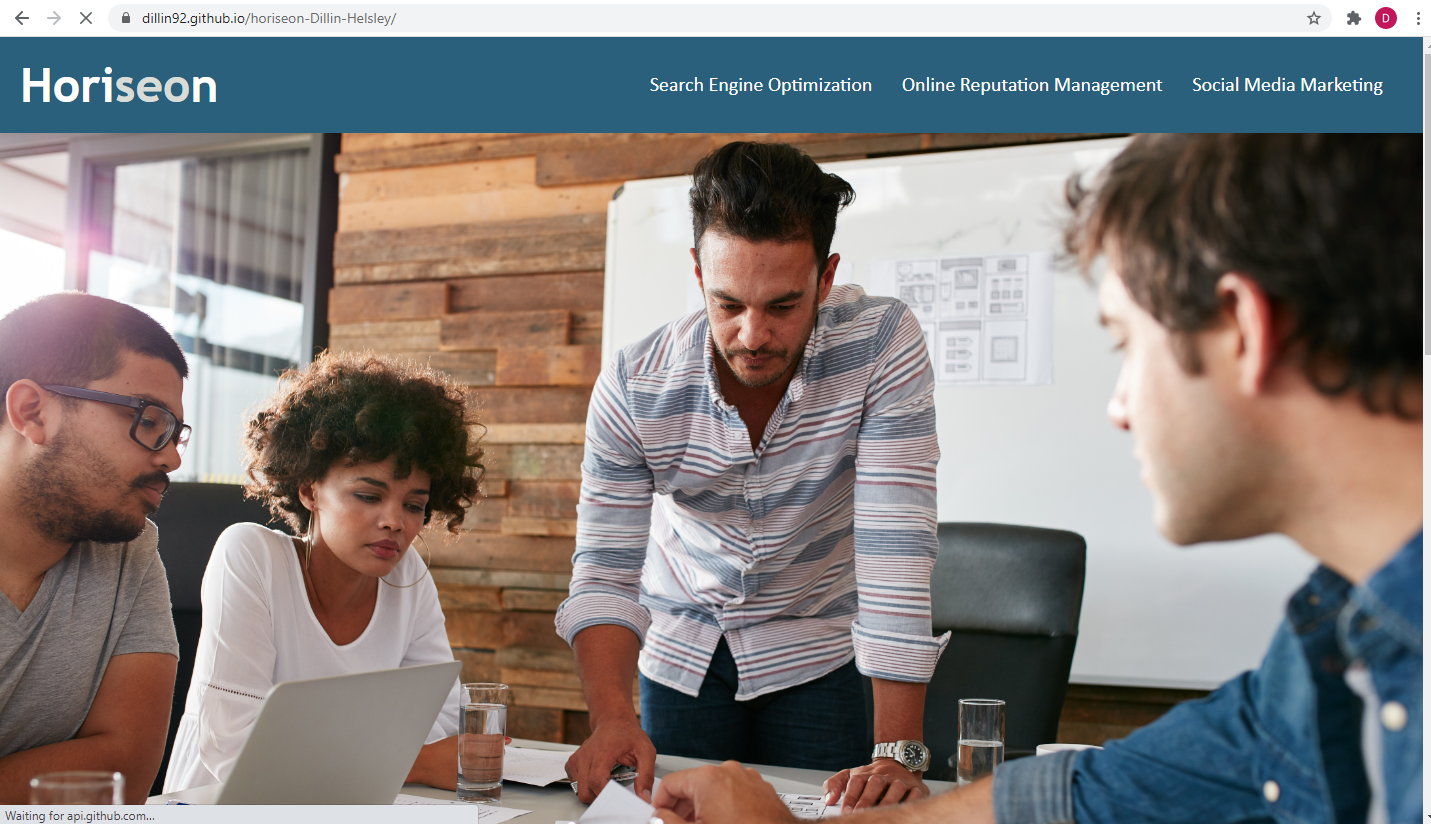 dillin92.github.io/horiseon-Dillin-Helsley/
D
Horiseon
Search Engine Optimization Online Reputation Management Social Media Marketing
Waiting for api.github.com...